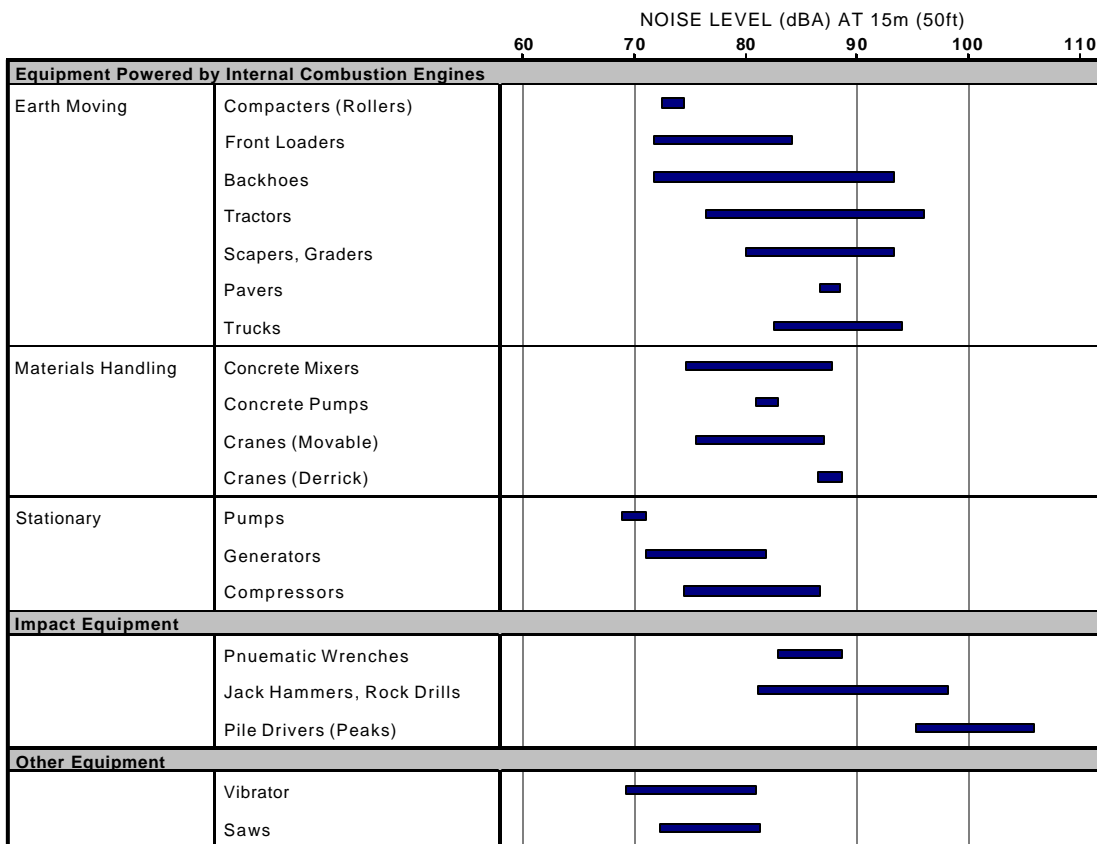 NOISE LEVEL (dBA) AT 15m (50ft)
60 70 80 90 100 110
Equipment Powered by Internal Combustion Engines
Earth Moving Compacters (Rollers)
Front Loaders
Backhoes
Tractors
Scapers, Graders
Pavers
Trucks
Materials Handling Concrete Mixers
Concrete Pumps
Cranes (Movable)
Cranes (Derrick)
Stationary Pumps
Generators
Compressors
Impact Equipment
Pnuematic Wrenches
Jack Hammers, Rock Drills
Pile Drivers (Peaks)
Other Equipment
Vibrator
Saws